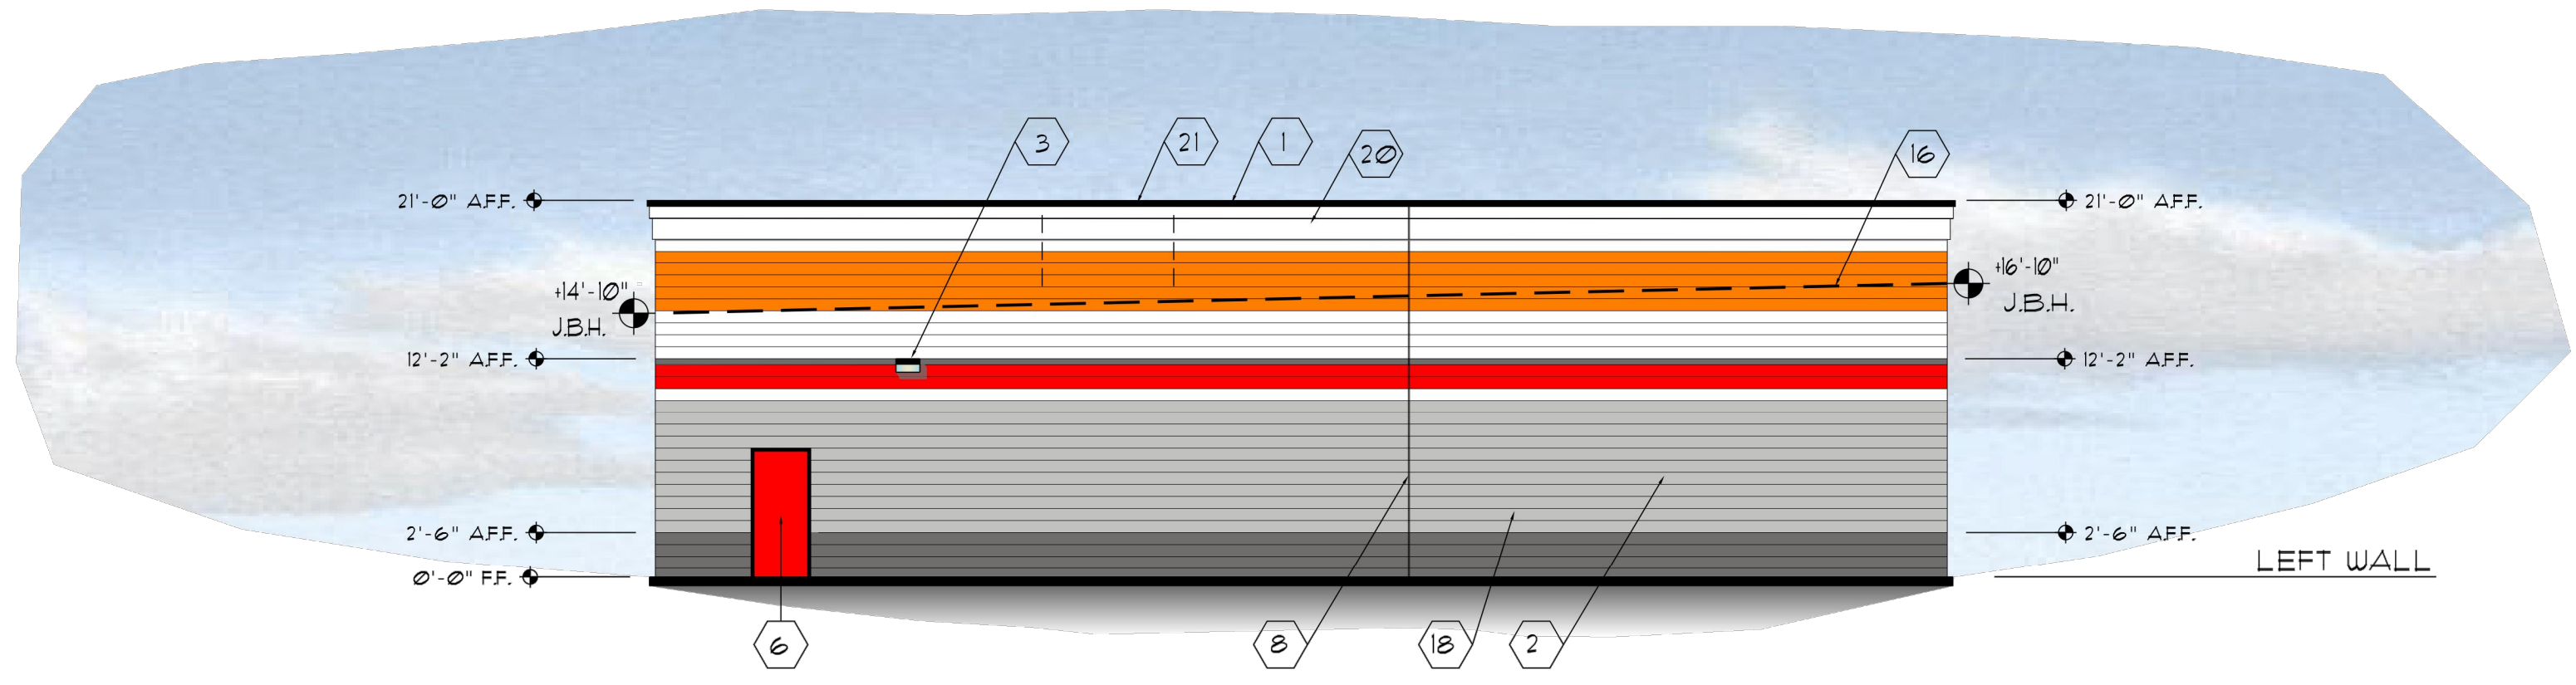 3
21
1
20
16
21'-0" A.F.F.
21'-0" A.F.F.
+14'-10"
J.B.H.
+16'-10"
J.B.H.
12'-2" A.F.F.
12'-2" A.F.F.
2'-6" A.F.F.
2'-6" A.F.F.
0'-0" F.F.
LEFT WALL
6
8
18
2